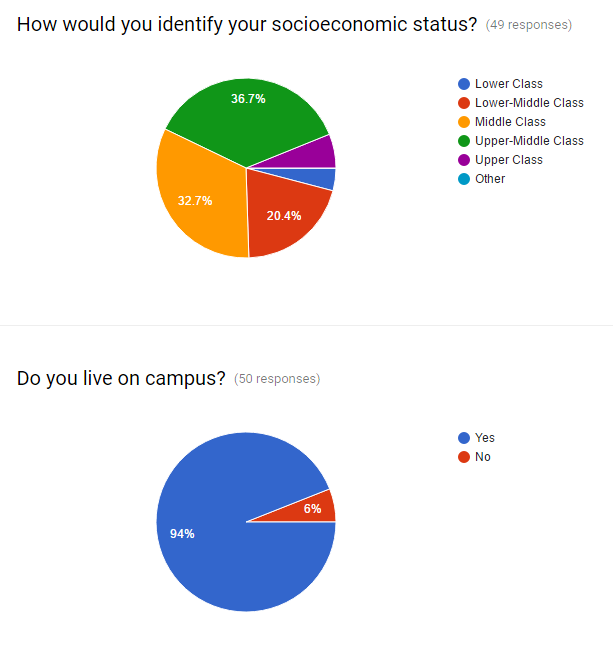 How would you identify your socioeconomic status? (49 responses)
36.7%
32.7%
20.4%
Lower Class
Lower-Middle Class
Middle Class
Upper-Middle Class
Upper Class
Other
Do you live on campus? (50 responses)
94%
6%
Yes
No